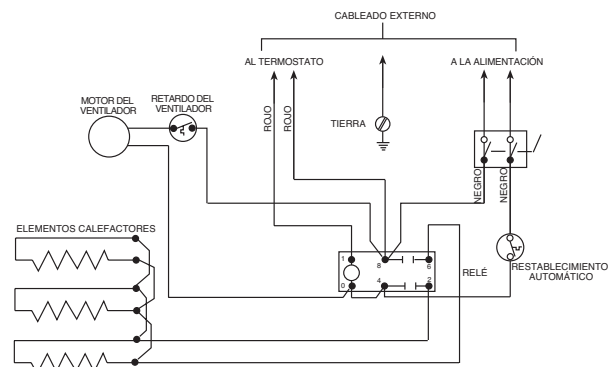 CABLEADO EXTERNO
AL TERMOSTATO
A LA ALIMENTACIÓN
MOTOR DEL
VENTILADOR
RETARDO DEL
VENTILADOR
ROJO
ROJO
TIERRA
NEGRO
NEGRO
ELEMENTOS CALEFACTORES
1
8
6
RELÉ
RESTABLECIMIENTO
AUTOMÁTICO
0
4
2